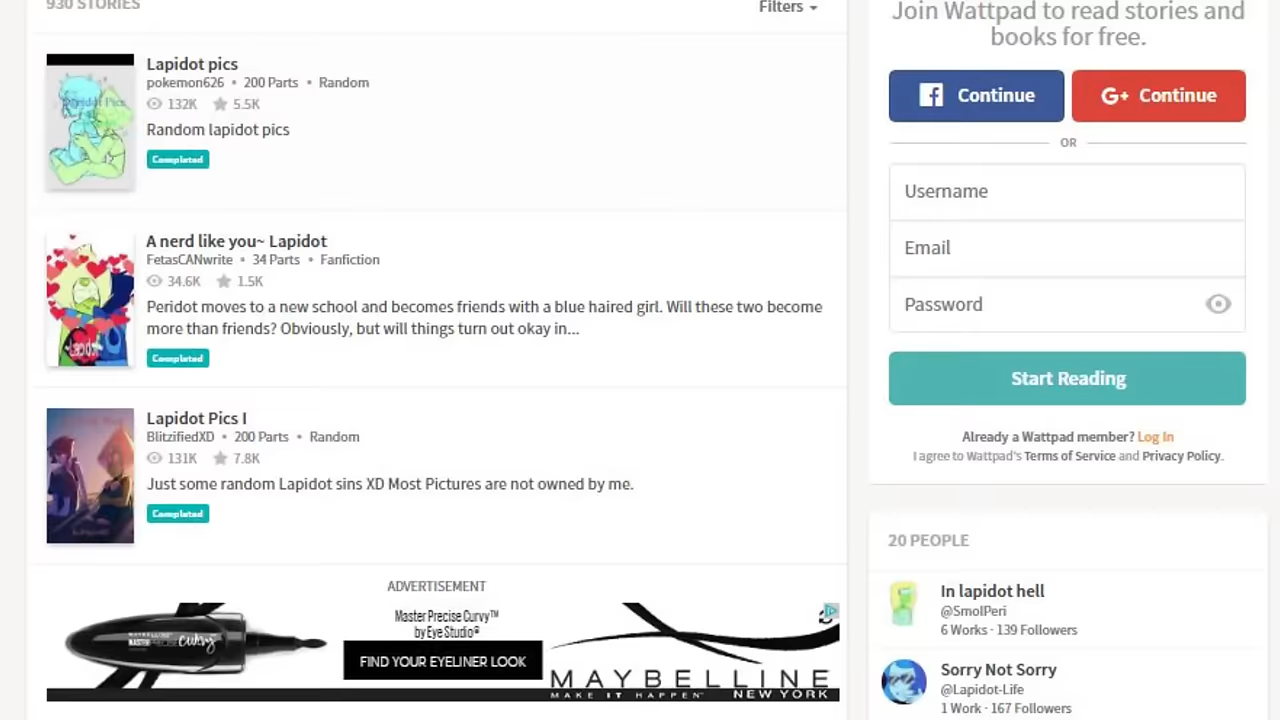 930 STORIES
Filters
Lapidot pics
pokemon626 • 200 Parts • Random
132K 5.5K
Random lapidot pics
Completed
A nerd like you~ Lapidot
FetasCANwrite • 34 Parts • Fanfiction
34.6K 1.5K
Peridot moves to a new school and becomes friends with a blue haired girl. Will these two become
more than friends? Obviously, but will things turn out okay in...
Completed
Lapidot Pics I
BlitzifiedXD • 200 Parts • Random
131K 7.8K
Just some random Lapidot sins XD Most Pictures are not owned by me.
Completed
ADVERTISEMENT
MAYBELLINE
MASTER PRECISE curvy
Master Precise Curvy™
by Eye Studio®
FIND YOUR EYELINER LOOK
MAYBELLINE
MAKE IT HAPPEN™ NEW YORK
Join Wattpad to read stories and
books for free.
Continue
G+ Continue
OR
Username
Email
Password
Start Reading
Already a Wattpad member? Log In
I agree to Wattpad's Terms of Service and Privacy Policy.
20 PEOPLE
In lapidot hell
@SmolPeri
6 Works · 139 Followers
Sorry Not Sorry
@Lapidot-Life
1 Work · 167 Followers